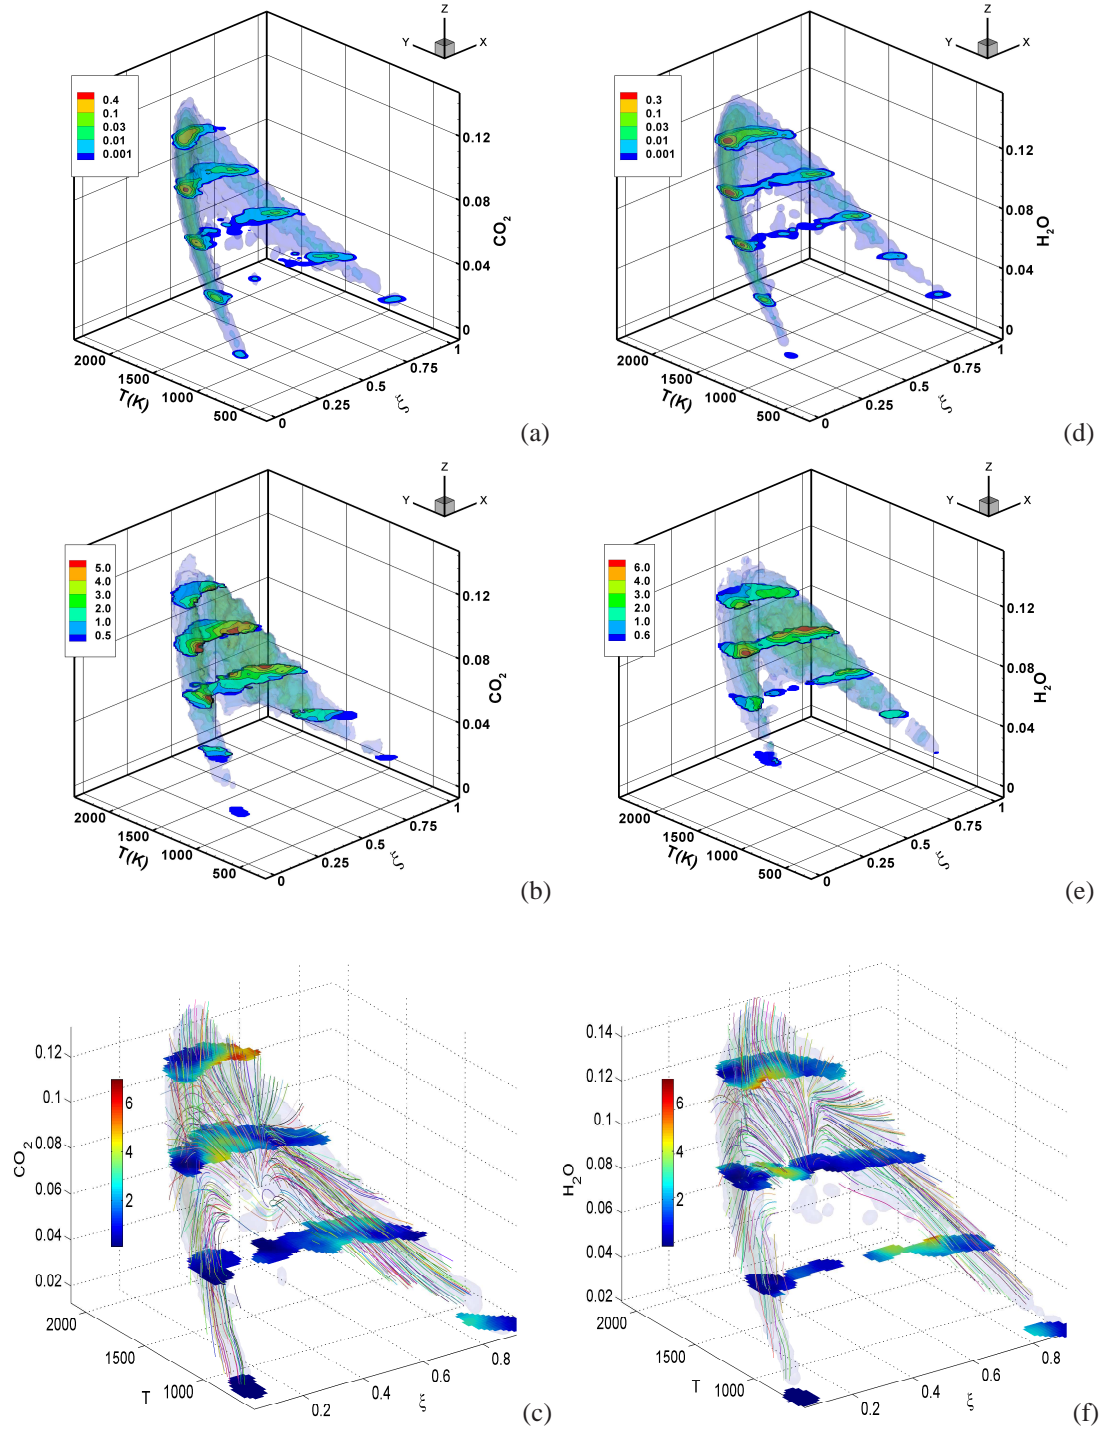 Z
Y
X
0.4
0.1
0.03
0.01
0.001
0.12
0.08
0.04
0
CO2
2000
1500
1000
500
T(K)
0
0.25
0.5
0.75
1
ξ
(a)
Z
Y
X
0.3
0.1
0.03
0.01
0.001
0.12
0.08
0.04
0
H2O
2000
1500
1000
500
T(K)
0
0.25
0.5
0.75
1
ξ
(d)
Z
Y
X
5.0
4.0
3.0
2.0
1.0
0.5
0.12
0.08
0.04
0
CO2
2000
1500
1000
500
T(K)
0
0.25
0.5
0.75
1
ξ
(b)
Z
Y
X
6.0
4.0
3.0
2.0
1.0
0.6
0.12
0.08
0.04
0
H2O
2000
1500
1000
500
T(K)
0
0.25
0.5
0.75
1
ξ
(e)
0.12
0.1
0.08
0.06
0.04
0.02
CO2
6
4
2
2000
1500
1000
T
0.2
0.4
0.6
0.8
ξ
(c)
0.14
0.12
0.1
0.08
0.06
0.04
0.02
H2O
6
4
2
2000
1500
1000
T
0.2
0.4
0.6
0.8
ξ
(f)